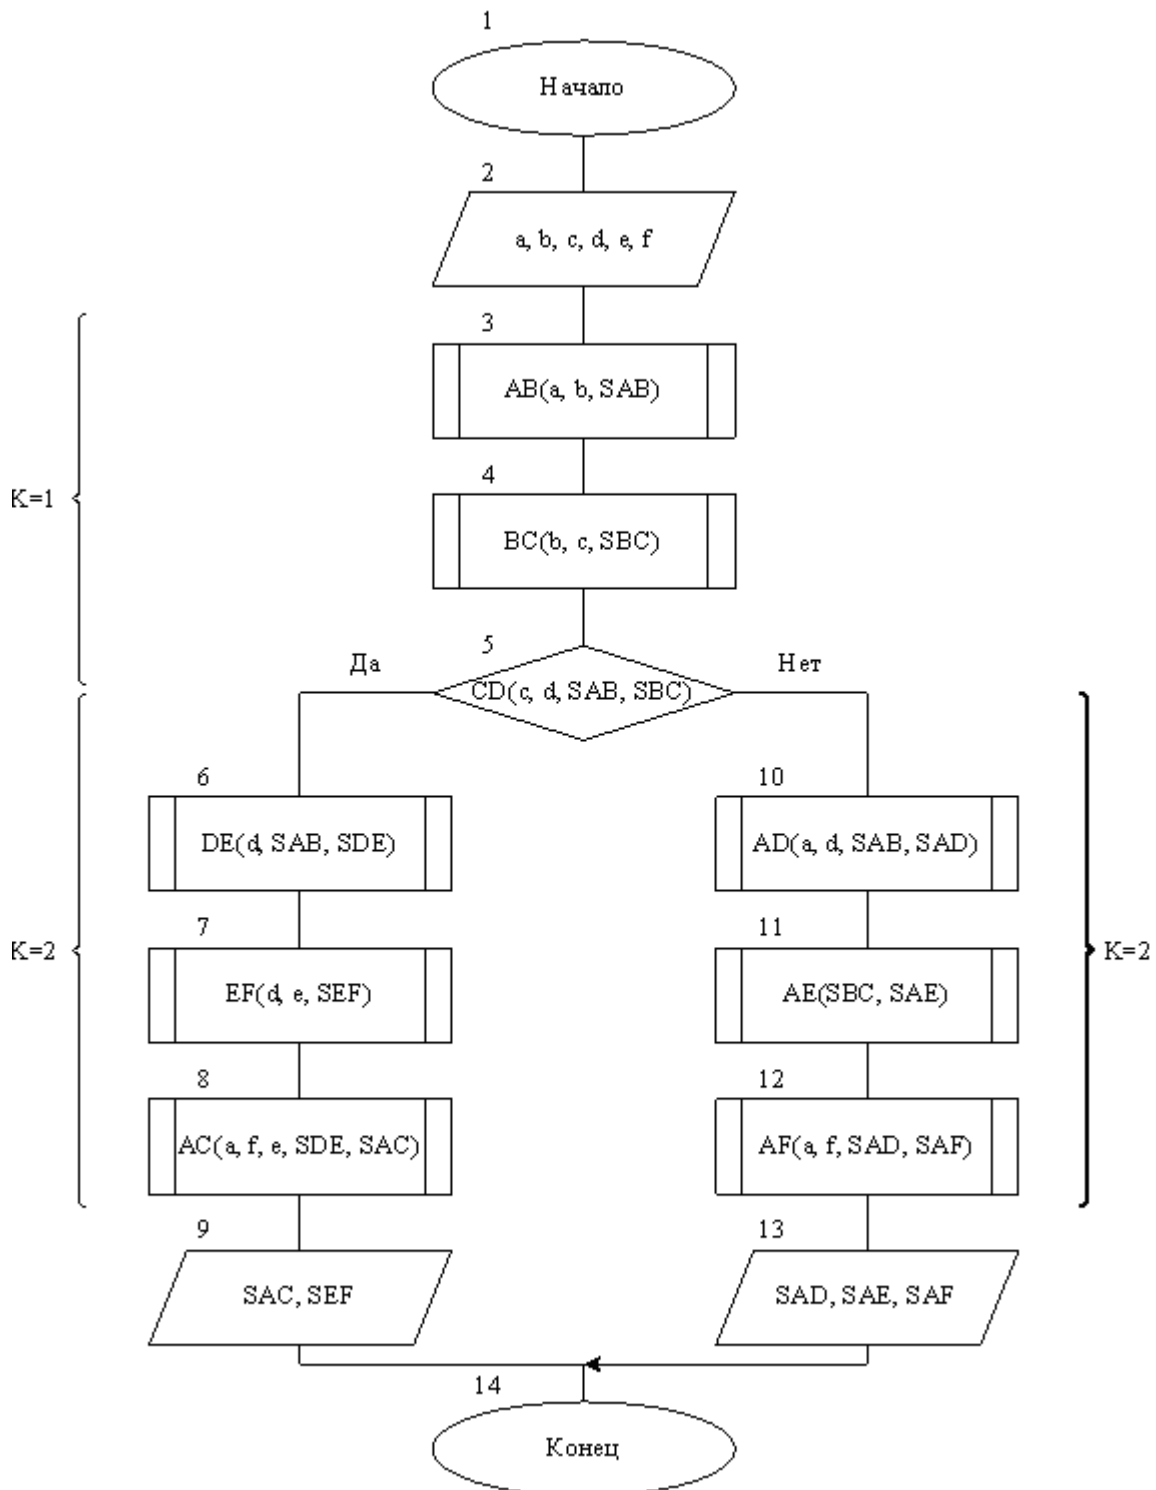 1
Начало
2
a, b, c, d, e, f
3
AB(a, b, SAB)
4
K=1
BC(b, c, SBC)
5
Да
Нет
CD(c, d, SAB, SBC)
6
10
DE(d, SAB, SDE)
AD(a, d, SAB, SAD)
7
11
K=2
K=2
EF(d, e, SEF)
AE(SBC, SAE)
8
12
AC(a, f, e, SDE, SAC)
AF(a, f, SAD, SAF)
9
13
SAC, SEF
SAD, SAE, SAF
14
Конец